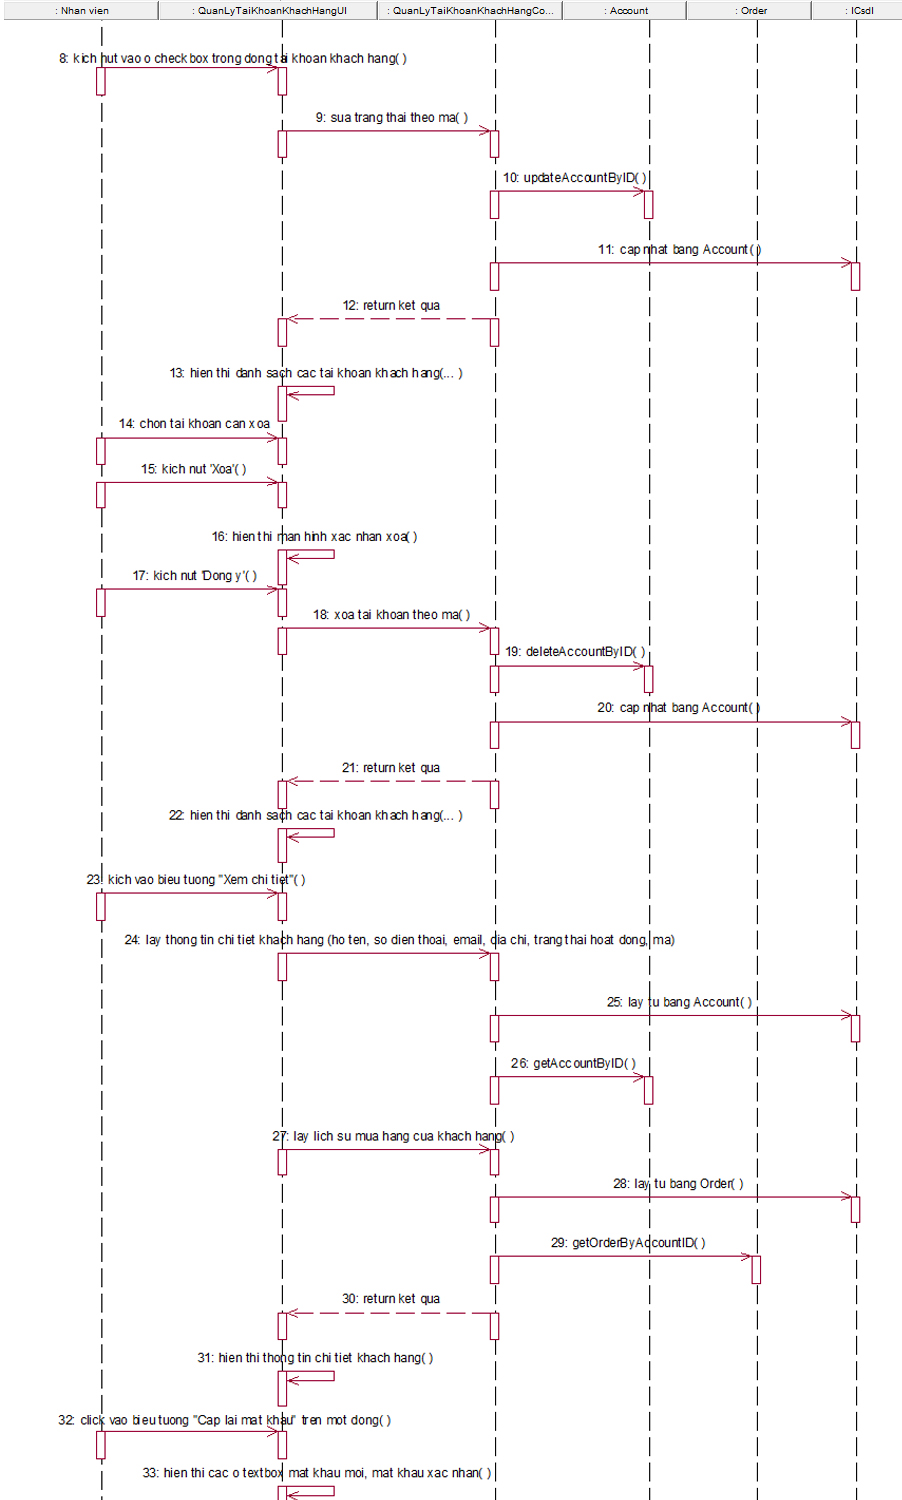 : Nhan vien
: QuanLyTaiKhoanKhachHangUI
: QuanLyTaiKhoanKhachHangCo...
: Account
: Order
: ICsdl
8: kich nut vao o check box trong dong tai khoan khach hang( )
9: sua trang thai theo ma( )
10: updateAccountByID( )
11: cap nhat bang Account( )
12: return ket qua
13: hien thi danh sach cac tai khoan khach hang(... )
14: chon tai khoan can xoa
15: kich nut 'Xoa'( )
16: hien thi man hinh xac nhan xoa( )
17: kich nut 'Dong y'( )
18: xoa tai khoan theo ma( )
19: deleteAccountByID( )
20: cap nhat bang Account( )
21: return ket qua
22: hien thi danh sach cac tai khoan khach hang(... )
23: kich vao bieu tuong "Xem chi tiet"( )
24: lay thong tin chi tiet khach hang (ho ten, so dien thoai, email, dia chi, trang thai hoat dong, ma)
25: lay tu bang Account( )
26: getAccountByID( )
27: lay lich su mua hang cua khach hang( )
28: lay tu bang Order( )
29: getOrderByAccountID( )
30: return ket qua
31: hien thi thong tin chi tiet khach hang( )
32: click vao bieu tuong "Cap lai mat khau" tren mot dong( )
33: hien thi cac o textbox mat khau moi, mat khau xac nhan( )